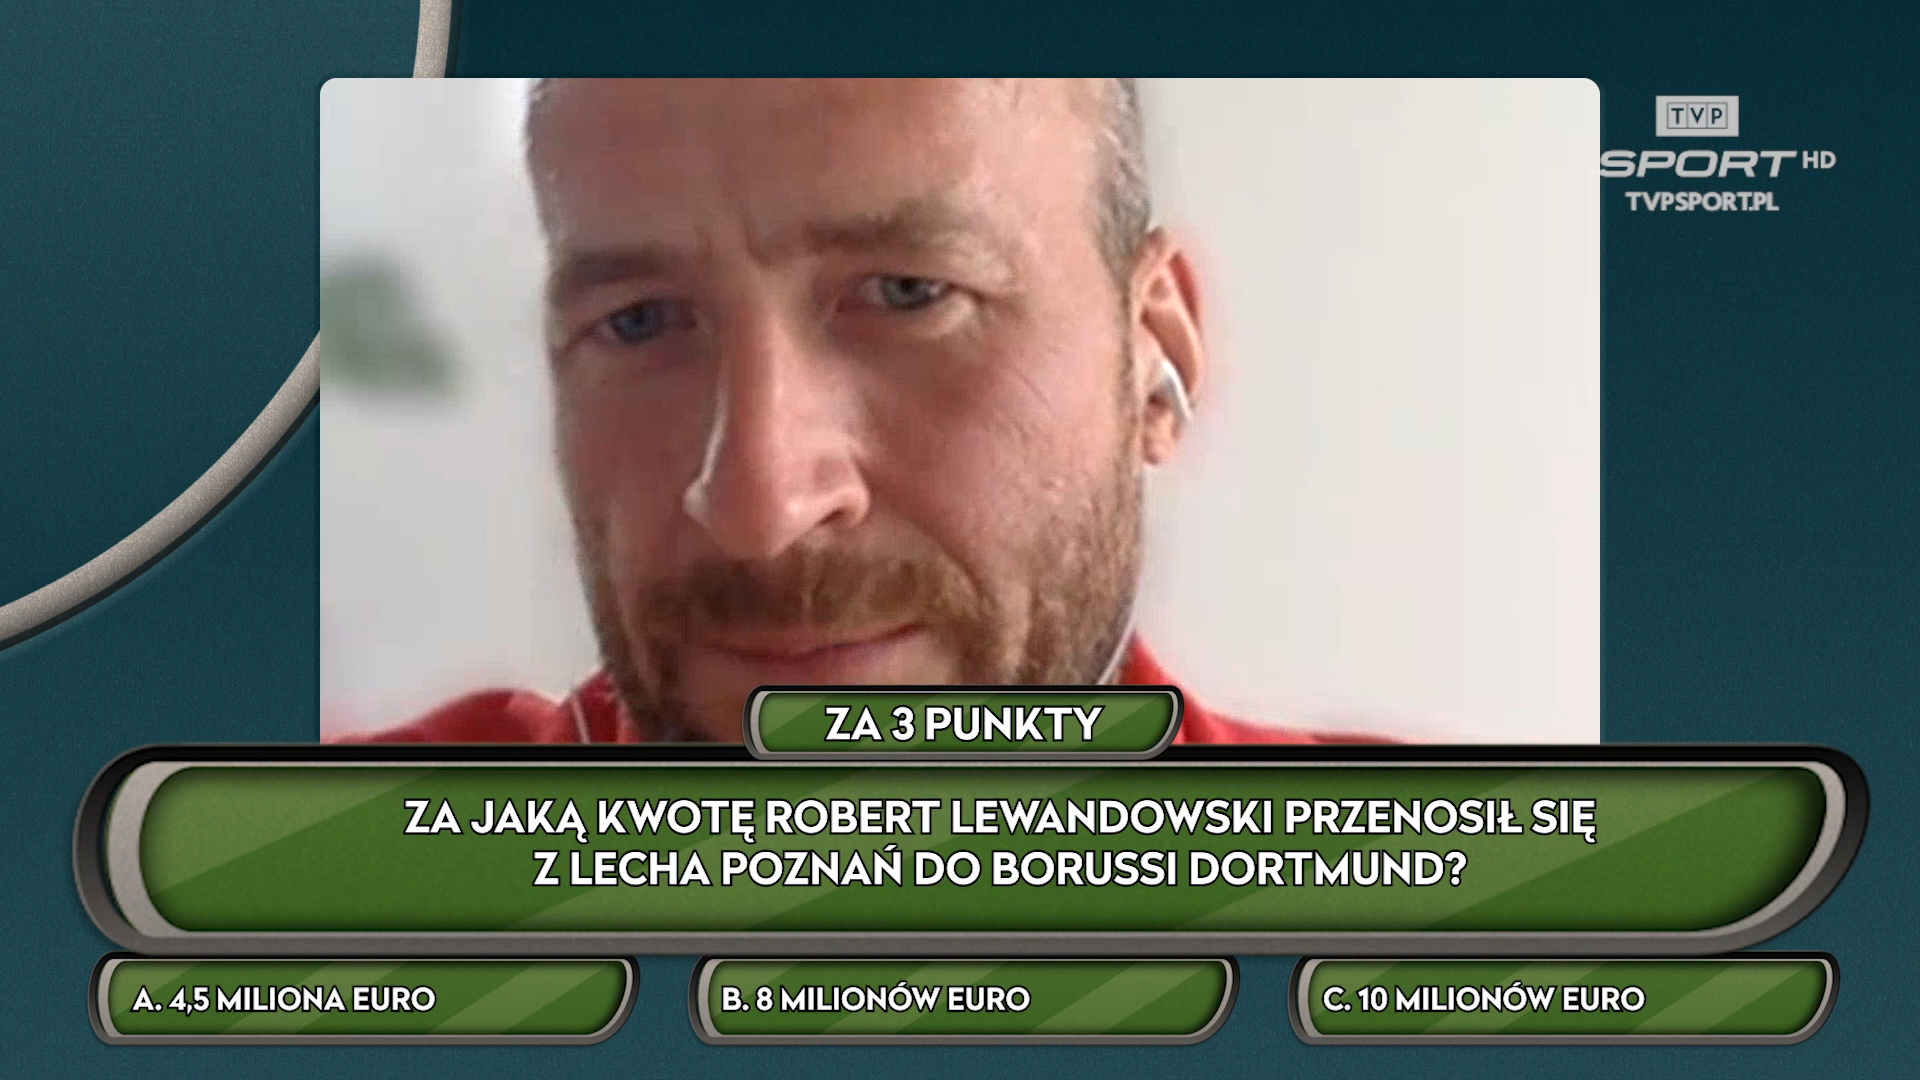 TVP
SPORT HD
TVPSPORT.PL
ZA 3 PUNKTY
ZA JAKĄ KWOTĘ ROBERT LEWANDOWSKI PRZENOSIŁ SIĘ
Z LECHA POZNAŃ DO BORUSSI DORTMUND?
A. 4,5 MILIONA EURO
B. 8 MILIONÓW EURO
C. 10 MILIONÓW EURO